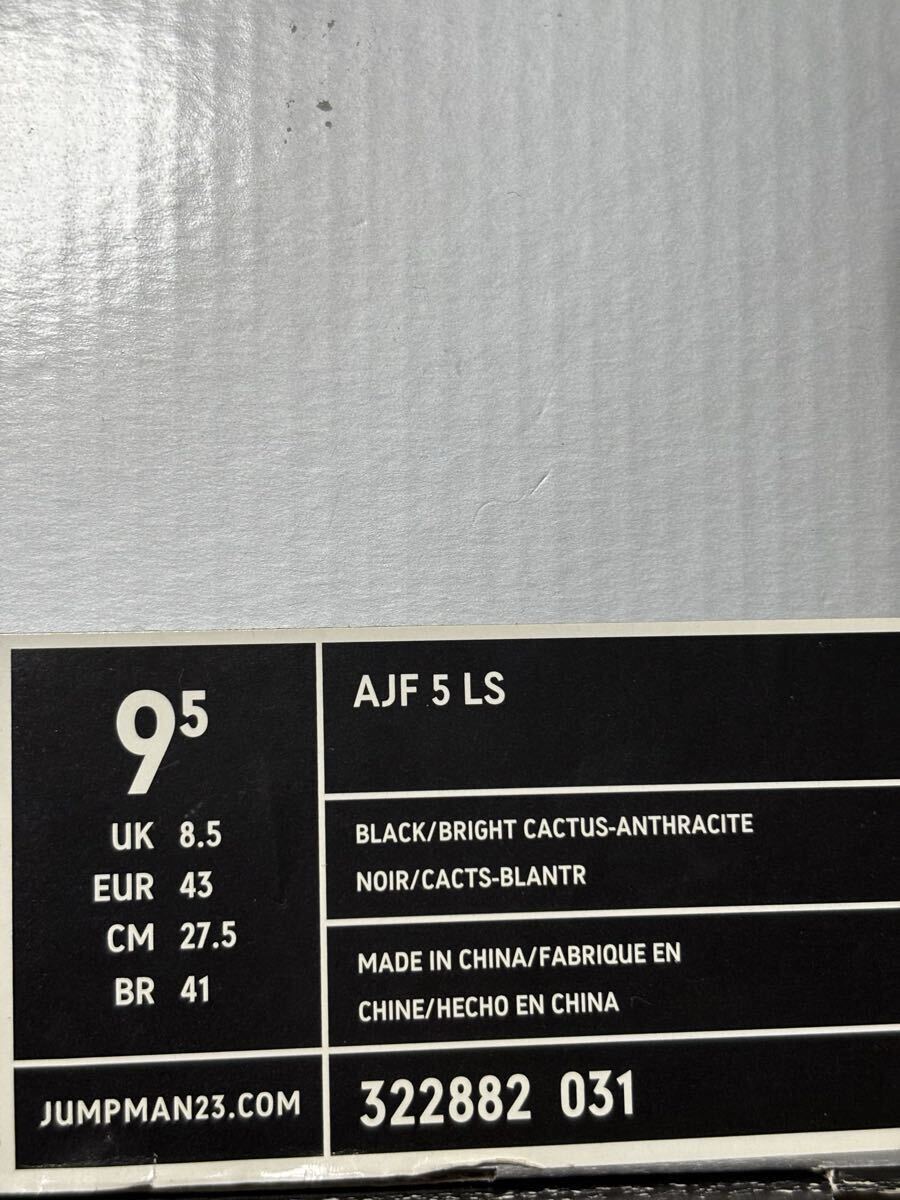 9⁵
UK 8.5
EUR 43
CM 27.5
BR 41
JUMPMAN23.COM
AJF 5 LS
BLACK/BRIGHT CACTUS-ANTHRACITE
NOIR/CACTS-BLANTR
MADE IN CHINA/FABRIQUE EN
CHINE/HECHO EN CHINA
322882 031